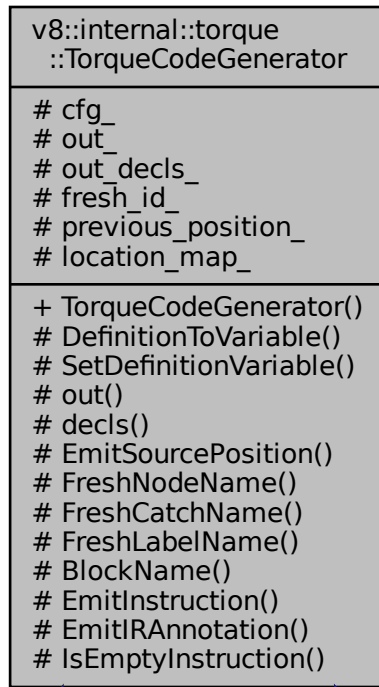 v8::internal::torque
::TorqueCodeGenerator
# cfg_
# out_
# out_decls_
# fresh_id_
# previous_position_
# location_map_
+ TorqueCodeGenerator()
# DefinitionToVariable()
# SetDefinitionVariable()
# out()
# decls()
# EmitSourcePosition()
# FreshNodeName()
# FreshCatchName()
# FreshLabelName()
# BlockName()
# EmitInstruction()
# EmitIRAnnotation()
# IsEmptyInstruction()